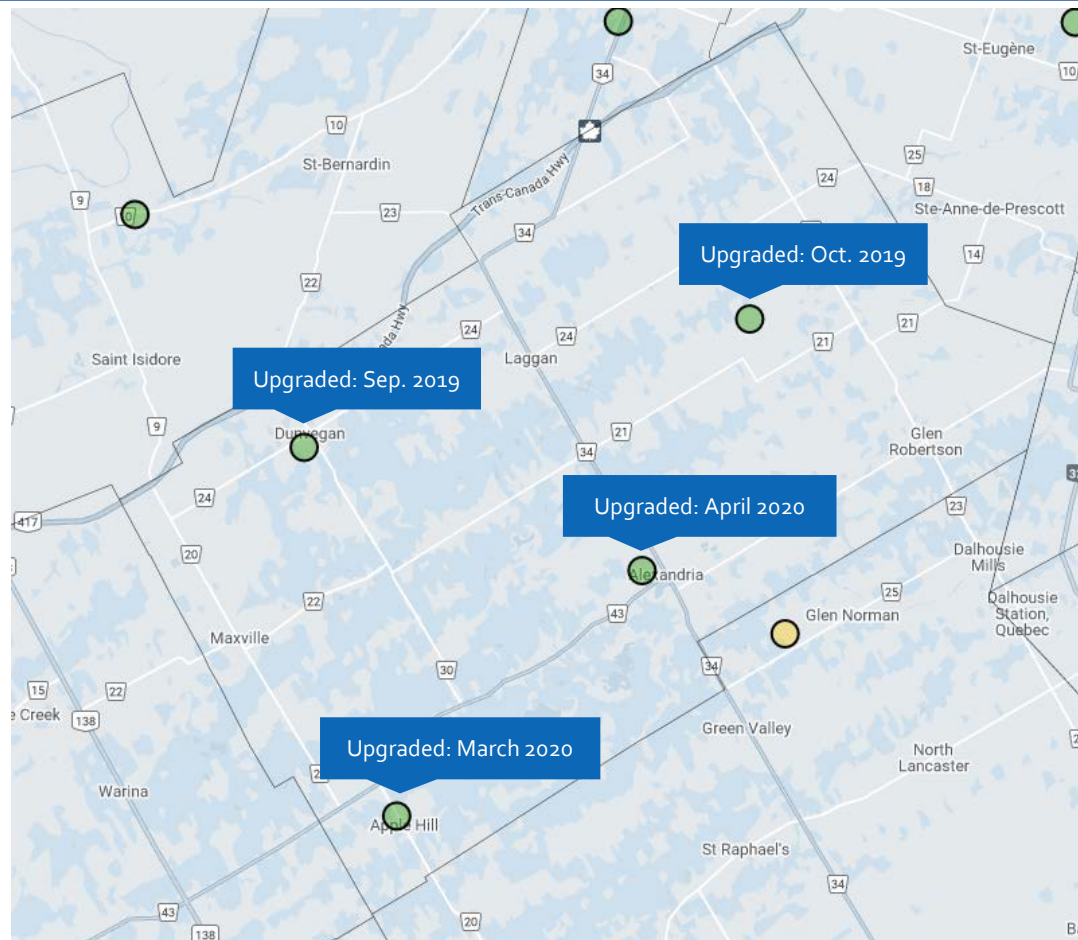 34
St-Eugène
10
10
St-Bernardin
25
24
18
Ste-Anne-de-Prescott
9
23
Trans-Canada Hwy
34
14
Upgraded: Oct. 2019
22
24
21
24
21
Saint Isidore
Laggan
Upgraded: Sep. 2019
9
Dunvegan
21
34
Glen
Robertson
24
Upgraded: April 2020
23
417
20
Dalhousie
Mills
Alexandria
22
43
25
Glen Norman
Dalhousie
Station,
Quebec
Maxville
30
34
15
22
Creek
138
Green Valley
Upgraded: March 2020
North
Lancaster
Warina
Apple Hill
St Raphael's
34
43
20
138